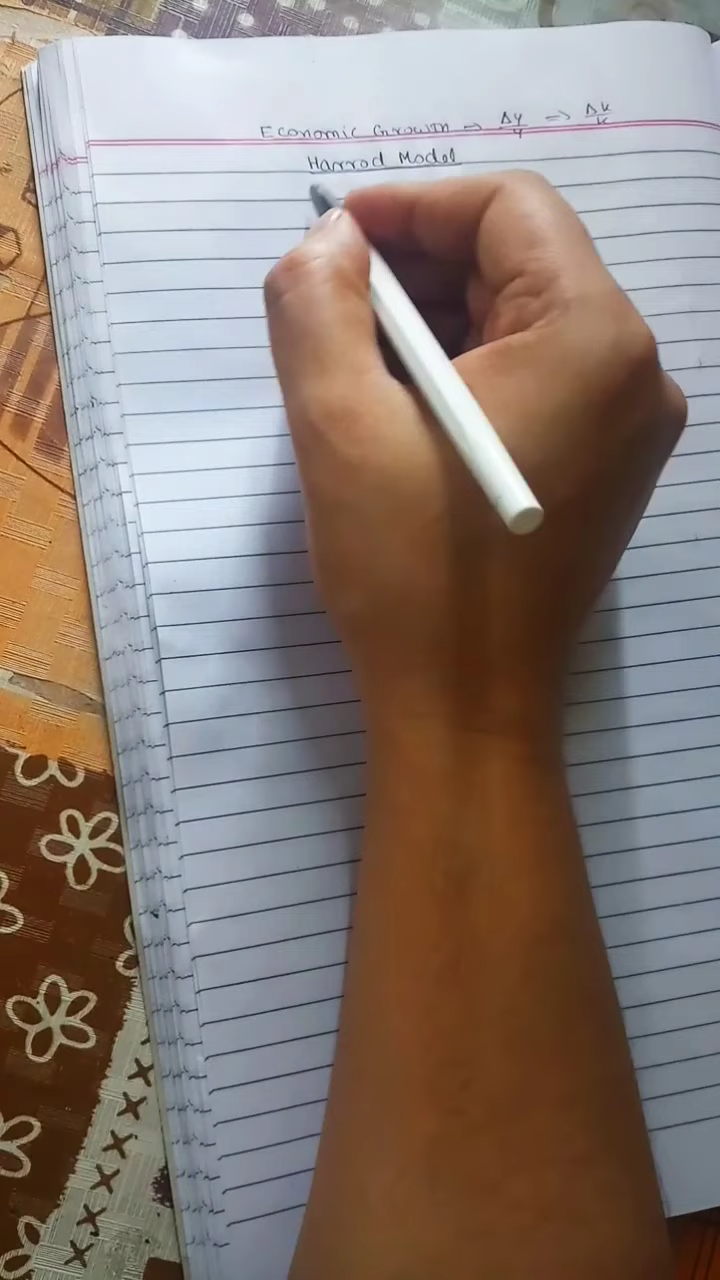 Economic Growth → Δy/y ⇒ Δk/k
Harrod Model